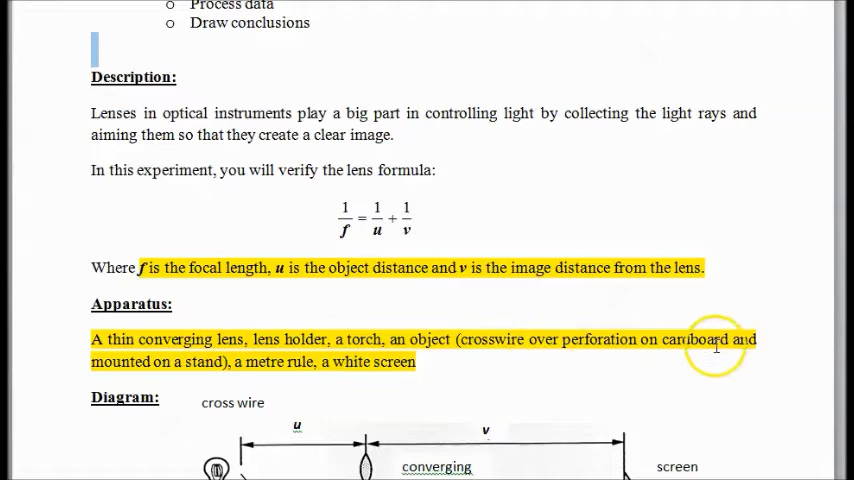 o Process data
o Draw conclusions
Description:
Lenses in optical instruments play a big part in controlling light by collecting the light rays and
aiming them so that they create a clear image.
In this experiment, you will verify the lens formula:
1/f = 1/u + 1/v
Where f is the focal length, u is the object distance and v is the image distance from the lens.
Apparatus:
A thin converging lens, lens holder, a torch, an object (crosswire over perforation on cardboard and
mounted on a stand), a metre rule, a white screen
Diagram:
cross wire
u v
converging screen